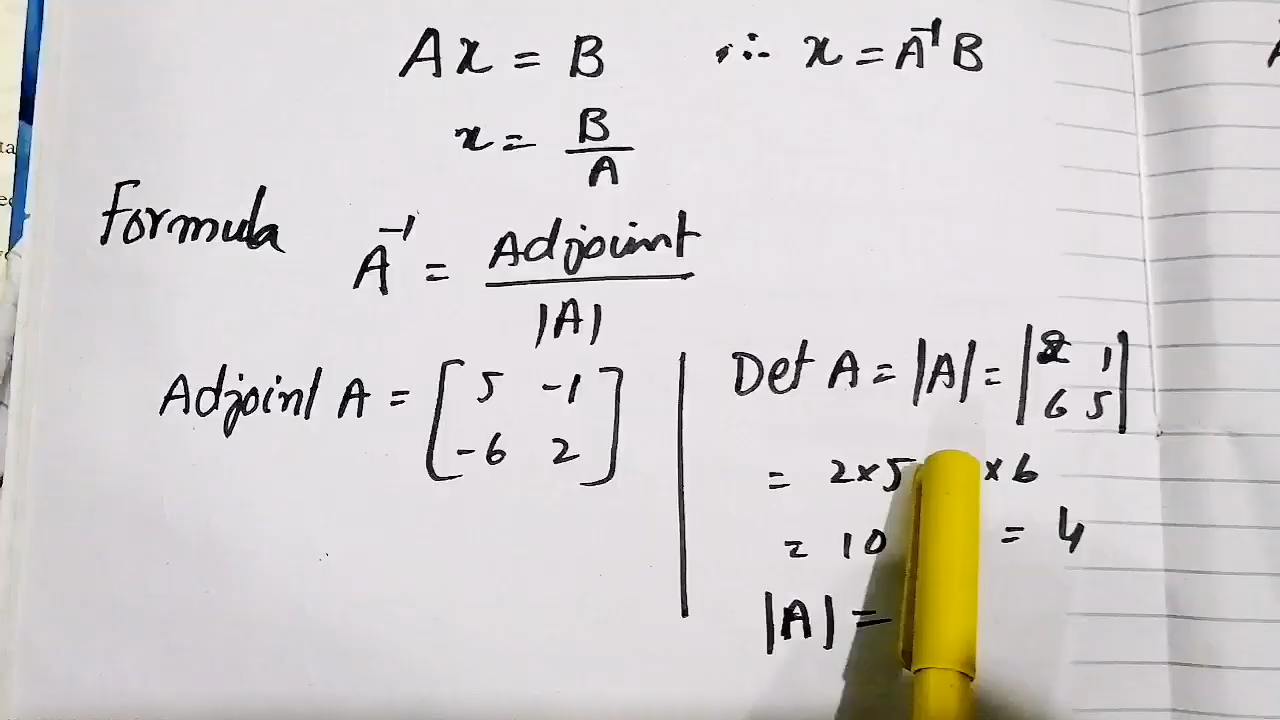 Ax = B ∴ x = A⁻¹B
x = B/A
Formula A⁻¹ = Adjoint/|A|
Adjoint A = [5 -1
-6 2]
Det A = |A| = |2 1
6 5|
= 2×5 ×6
= 10 = 4
|A| =